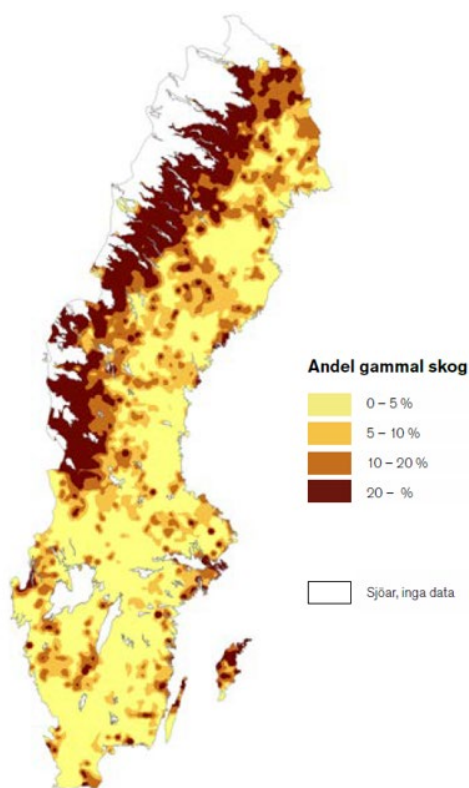 Andel gammal skog
0 – 5 %
5 – 10 %
10 – 20 %
20 – %
Sjöar, inga data